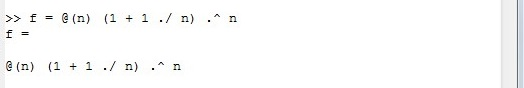 >> f = @(n) (1 + 1 ./ n) .^ n
f =
@(n) (1 + 1 ./ n) .^ n